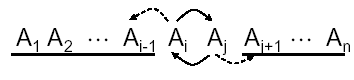 A₁ A₂ ⋯ Aᵢ₋₁ Aᵢ Aⱼ Aⱼ₊₁ ⋯ Aₙ